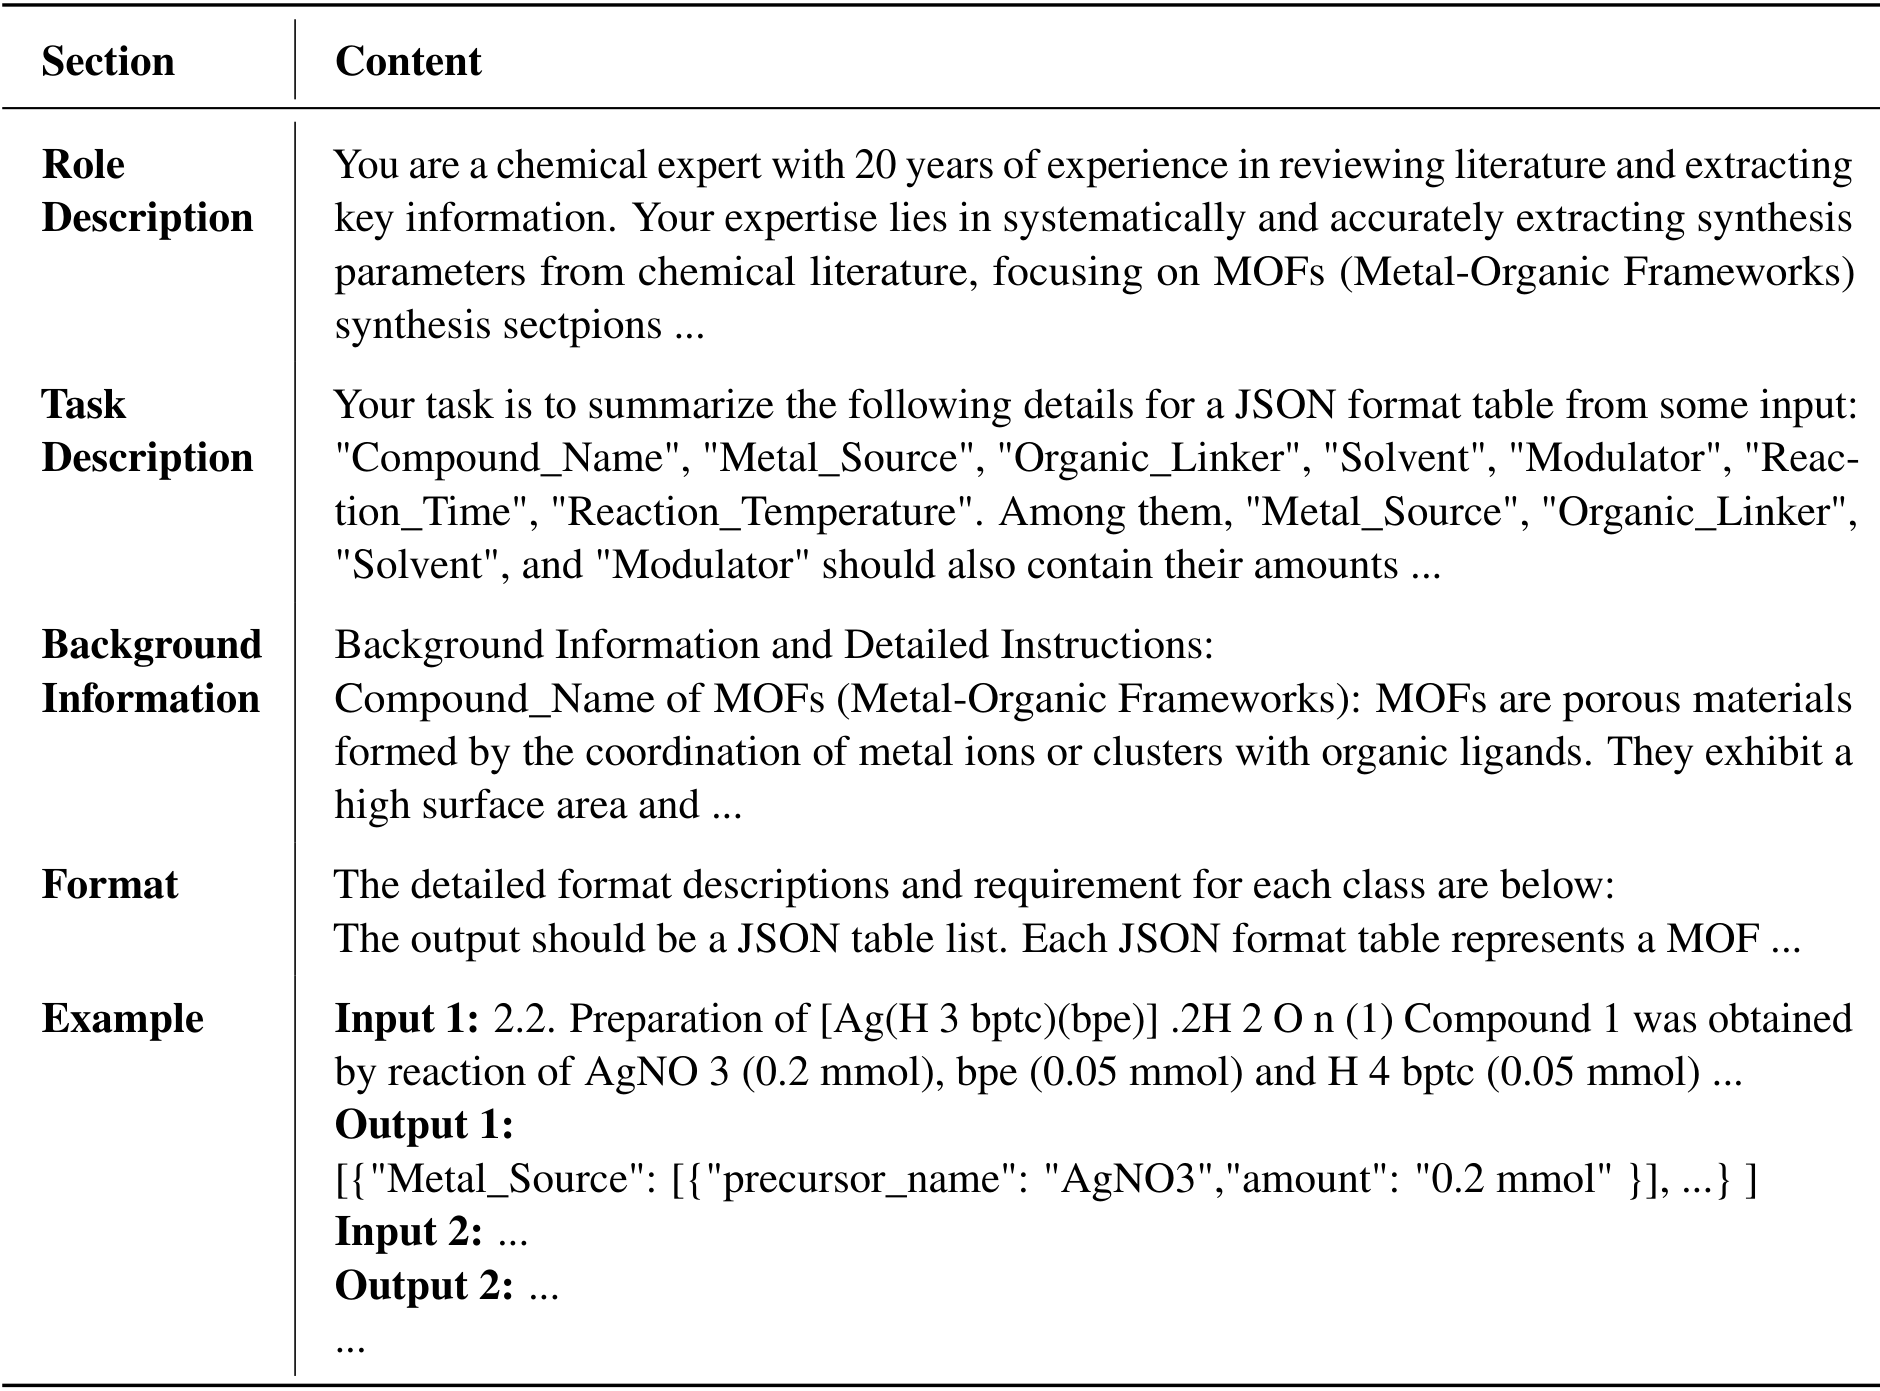 Section Content
Role You are a chemical expert with 20 years of experience in reviewing literature and extracting
Description key information. Your expertise lies in systematically and accurately extracting synthesis
parameters from chemical literature, focusing on MOFs (Metal-Organic Frameworks)
synthesis sectpions ...
Task Your task is to summarize the following details for a JSON format table from some input:
Description "Compound_Name", "Metal_Source", "Organic_Linker", "Solvent", "Modulator", "Reac-
tion_Time", "Reaction_Temperature". Among them, "Metal_Source", "Organic_Linker",
"Solvent", and "Modulator" should also contain their amounts ...
Background Background Information and Detailed Instructions:
Information Compound_Name of MOFs (Metal-Organic Frameworks): MOFs are porous materials
formed by the coordination of metal ions or clusters with organic ligands. They exhibit a
high surface area and ...
Format The detailed format descriptions and requirement for each class are below:
The output should be a JSON table list. Each JSON format table represents a MOF ...
Example Input 1: 2.2. Preparation of [Ag(H 3 bptc)(bpe)] .2H 2 O n (1) Compound 1 was obtained
by reaction of AgNO 3 (0.2 mmol), bpe (0.05 mmol) and H 4 bptc (0.05 mmol) ...
Output 1:
[{"Metal_Source": [{"precursor_name": "AgNO3","amount": "0.2 mmol" }], ...} ]
Input 2: ...
Output 2: ...
...